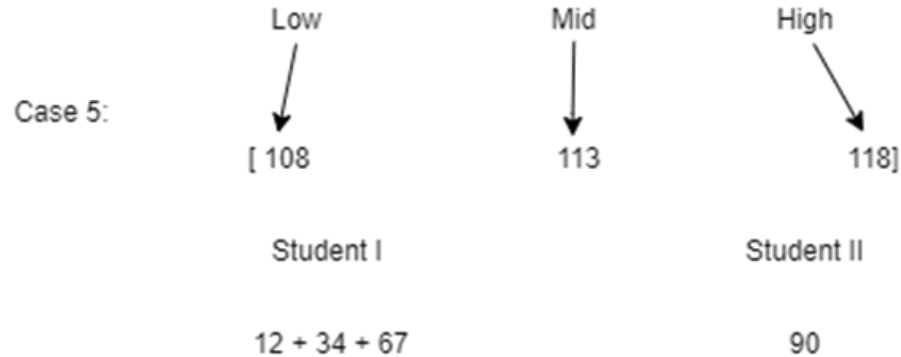 Low Mid High
Case 5:
[ 108 113 118]
Student I Student II
12 + 34 + 67 90